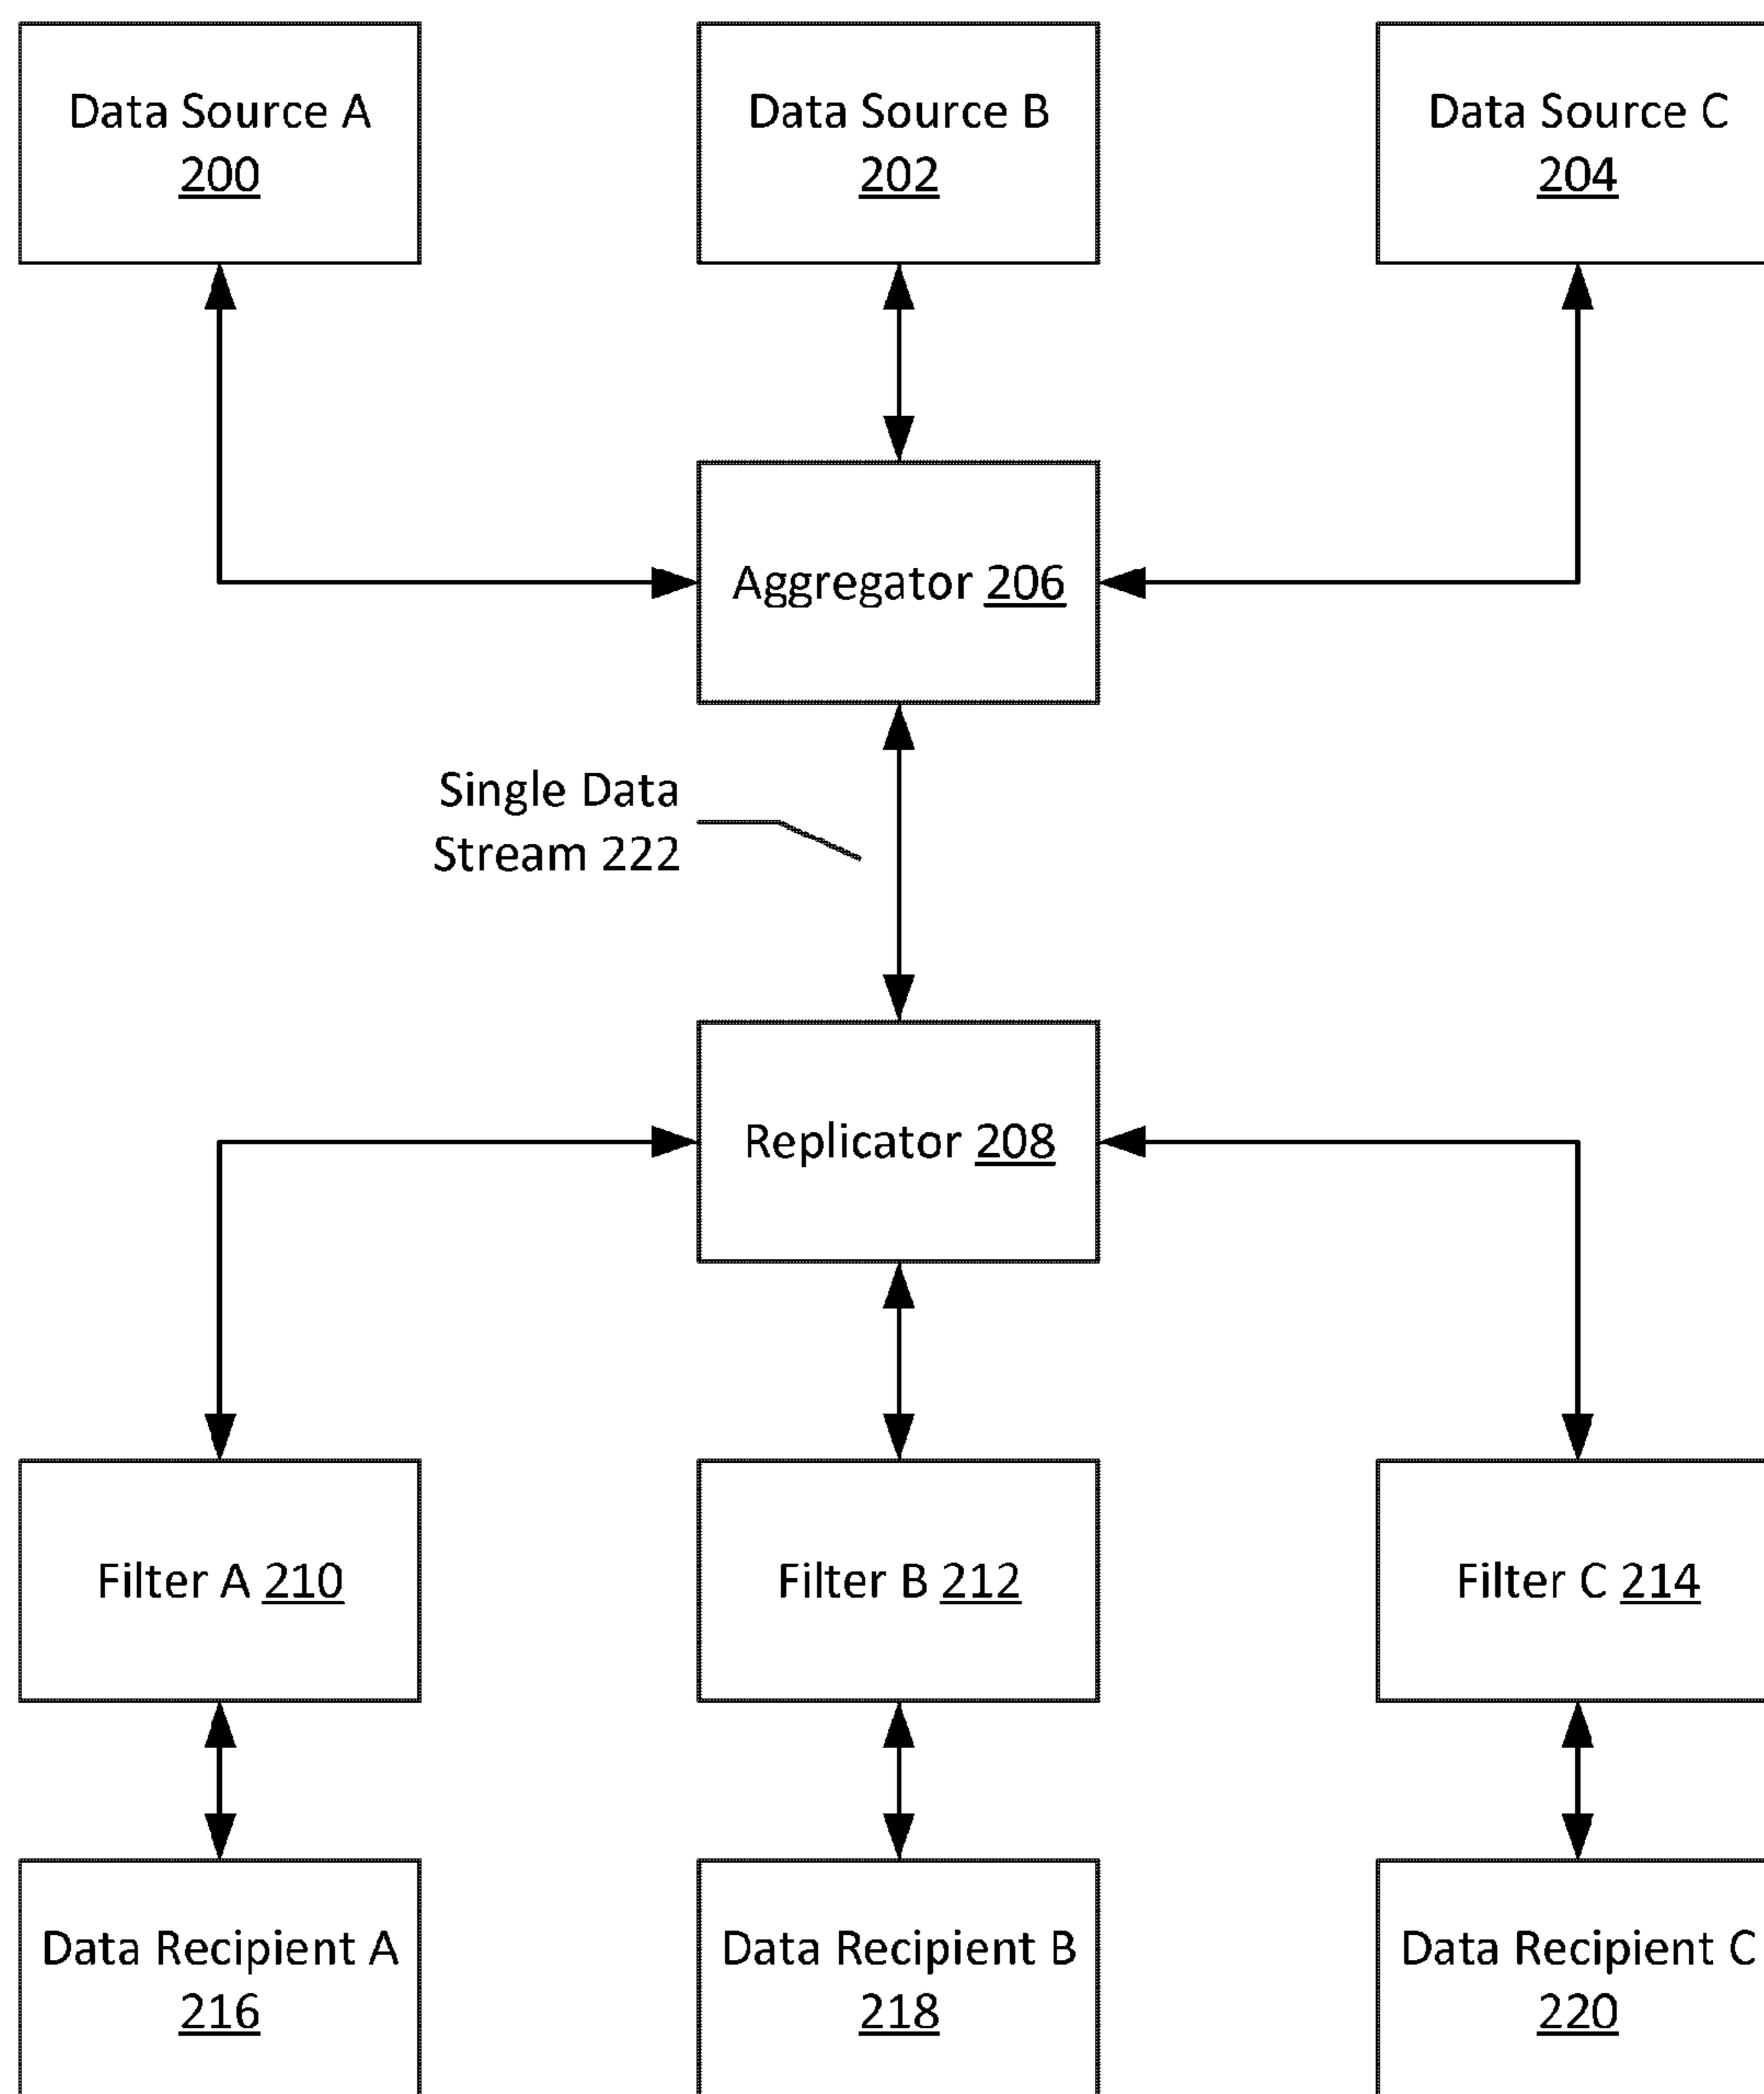 Data Source A
200
Data Source B
202
Data Source C
204
Aggregator 206
Single Data
Stream 222
Replicator 208
Filter A 210
Filter B 212
Filter C 214
Data Recipient A
216
Data Recipient B
218
Data Recipient C
220